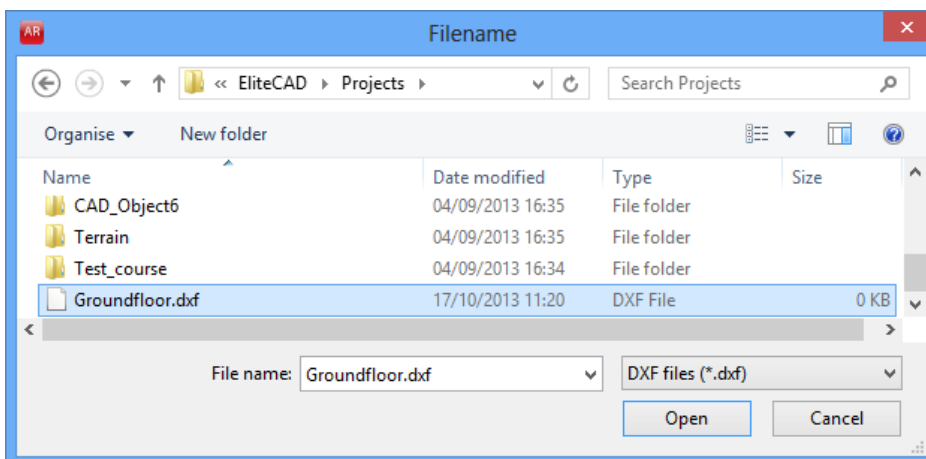 AR Filename
« EliteCAD Projects Search Projects
Organise New folder
Name Date modified Type Size
CAD_Object6 04/09/2013 16:35 File folder
Terrain 04/09/2013 16:35 File folder
Test_course 04/09/2013 16:34 File folder
Groundfloor.dxf 17/10/2013 11:20 DXF File 0 KB
File name: Groundfloor.dxf DXF files (*.dxf)
Open Cancel